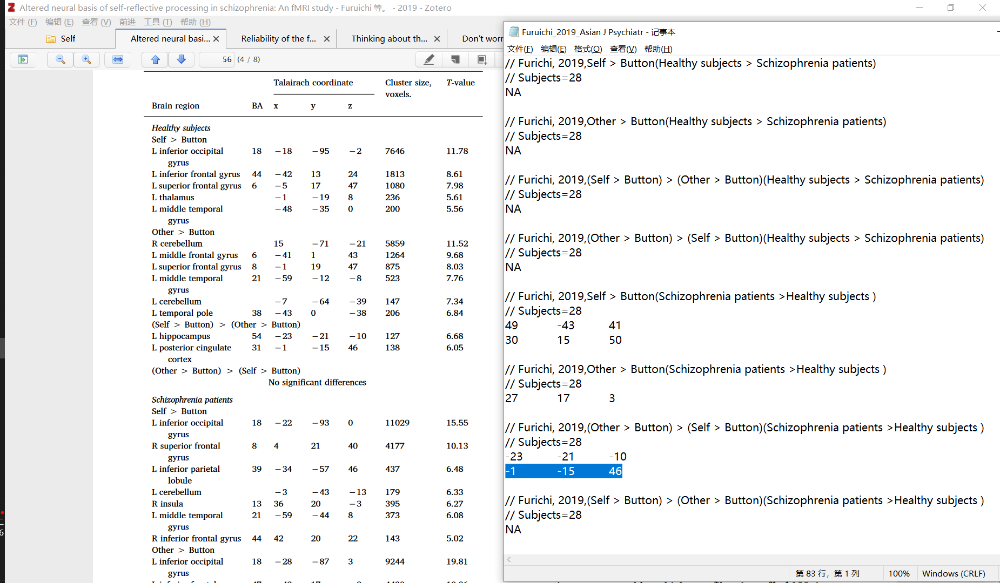 Altered neural basis of self-reflective processing in schizophrenia: An fMRI study - Furuichi 等。 - 2019 - Zotero
文件 (F) 编辑 (E) 查看 (V) 前进 工具 (T) 帮助 (H)
Self
Altered neural basi...
Reliability of the f...
Thinking about th...
Don't worr
56 (4 / 8)
Talairach coordinate Cluster size, voxels. T-value
Brain region BA x y z
Healthy subjects
Self > Button
L inferior occipital gyrus 18 −18 −95 −2 7646 11.78
L inferior frontal gyrus 44 −42 13 24 1813 8.61
L superior frontal gyrus 6 −5 17 47 1080 7.98
L thalamus −1 −19 8 236 5.61
L middle temporal gyrus −48 −35 0 200 5.56
Other > Button
R cerebellum 15 −71 −21 5859 11.52
L middle frontal gyrus 6 −41 1 43 1264 9.68
L superior frontal gyrus 8 −1 19 47 875 8.03
L middle temporal gyrus 21 −59 −12 −8 523 7.76
L cerebellum −7 −64 −39 147 7.34
L temporal pole 38 −43 0 −38 206 6.84
(Self > Button) > (Other > Button)
L hippocampus 54 −23 −21 −10 127 6.68
L posterior cingulate cortex 31 −1 −15 46 138 6.05
(Other > Button) > (Self > Button)
No significant differences
Schizophrenia patients
Self > Button
L inferior occipital gyrus 18 −22 −93 0 11029 15.55
R superior frontal gyrus 8 4 21 40 4177 10.13
L inferior parietal lobule 39 −34 −57 46 437 6.48
L cerebellum −3 −43 −13 179 6.33
R insula 13 36 20 −3 395 6.27
L middle temporal gyrus 21 −59 −44 8 373 6.08
R inferior frontal gyrus 44 42 20 22 143 5.02
Other > Button
L inferior occipital gyrus 18 −28 −87 3 9244 19.81
Furuichi_2019_Asian J Psychiatr - 记事本
文件(F) 编辑(E) 格式(O) 查看(V) 帮助(H)
// Furichi, 2019,Self > Button(Healthy subjects > Schizophrenia patients)
// Subjects=28
NA
// Furichi, 2019,Other > Button(Healthy subjects > Schizophrenia patients)
// Subjects=28
NA
// Furichi, 2019,(Self > Button) > (Other > Button)(Healthy subjects > Schizophrenia patients)
// Subjects=28
NA
// Furichi, 2019,(Other > Button) > (Self > Button)(Healthy subjects > Schizophrenia patients)
// Subjects=28
NA
// Furichi, 2019,Self > Button(Schizophrenia patients >Healthy subjects )
// Subjects=28
49 -43 41
30 15 50
// Furichi, 2019,Other > Button(Schizophrenia patients >Healthy subjects )
// Subjects=28
27 17 3
// Furichi, 2019,(Other > Button) > (Self > Button)(Schizophrenia patients >Healthy subjects )
// Subjects=28
-23 -21 -10
-1 -15 46
// Furichi, 2019,(Self > Button) > (Other > Button)(Schizophrenia patients >Healthy subjects )
// Subjects=28
NA
第 83 行，第 1 列 100% Windows (CRLF)